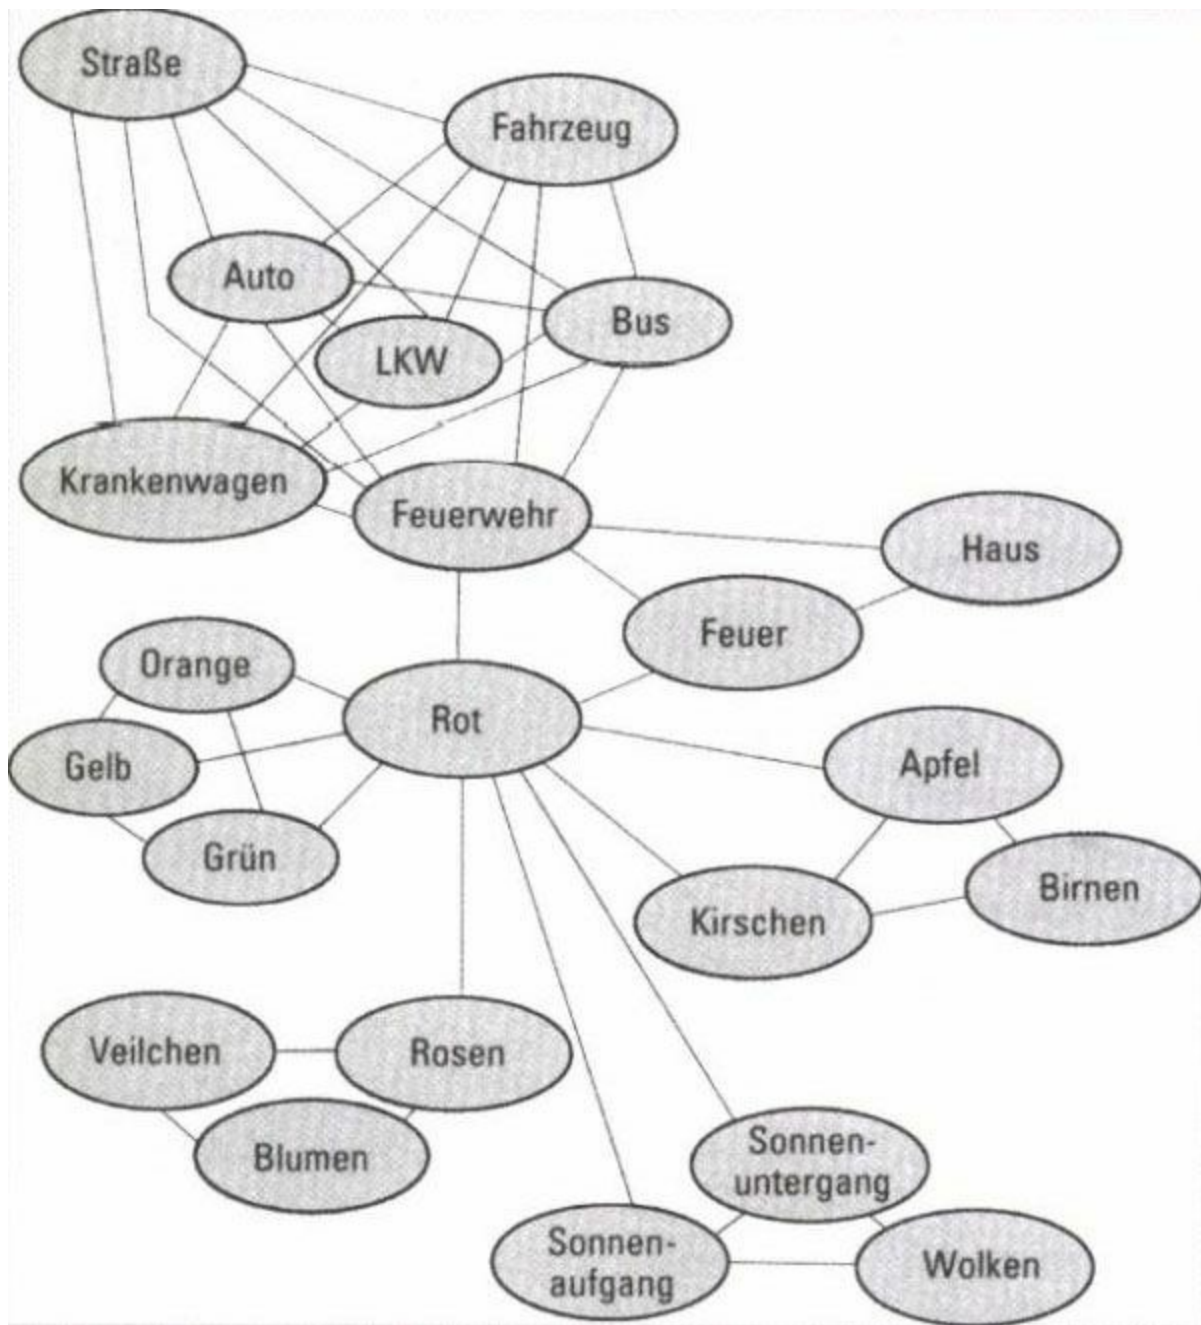 Straße
Fahrzeug
Auto
Bus
LKW
Krankenwagen
Feuerwehr
Haus
Feuer
Orange
Rot
Gelb
Apfel
Grün
Birnen
Kirschen
Veilchen
Rosen
Blumen
Sonnen-
untergang
Sonnen-
aufgang
Wolken